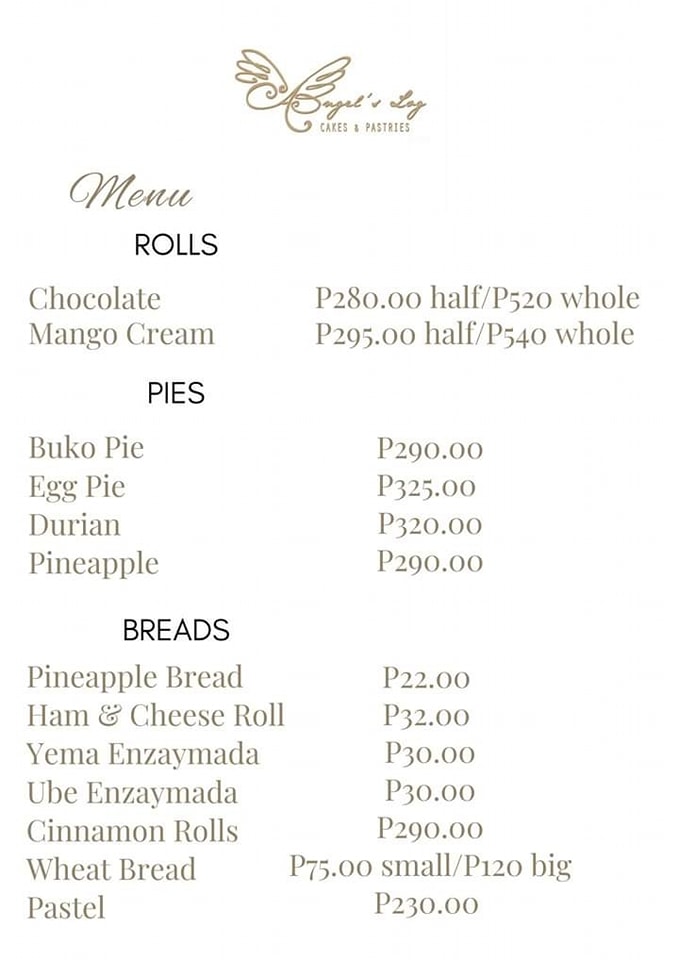 Angel's Log
CAKES & PASTRIES
Menu
ROLLS
Chocolate P280.00 half/P520 whole
Mango Cream P295.00 half/P540 whole
PIES
Buko Pie P290.00
Egg Pie P325.00
Durian P320.00
Pineapple P290.00
BREADS
Pineapple Bread P22.00
Ham & Cheese Roll P32.00
Yema Enzaymada P30.00
Ube Enzaymada P30.00
Cinnamon Rolls P290.00
Wheat Bread P75.00 small/P120 big
Pastel P230.00